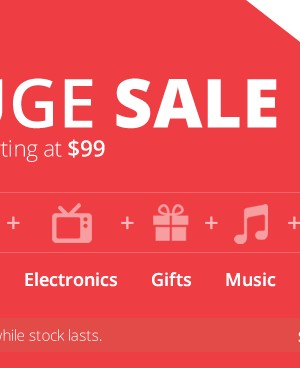 UGE SALE
ting at $99
+ + + +
Electronics Gifts Music
while stock lasts.